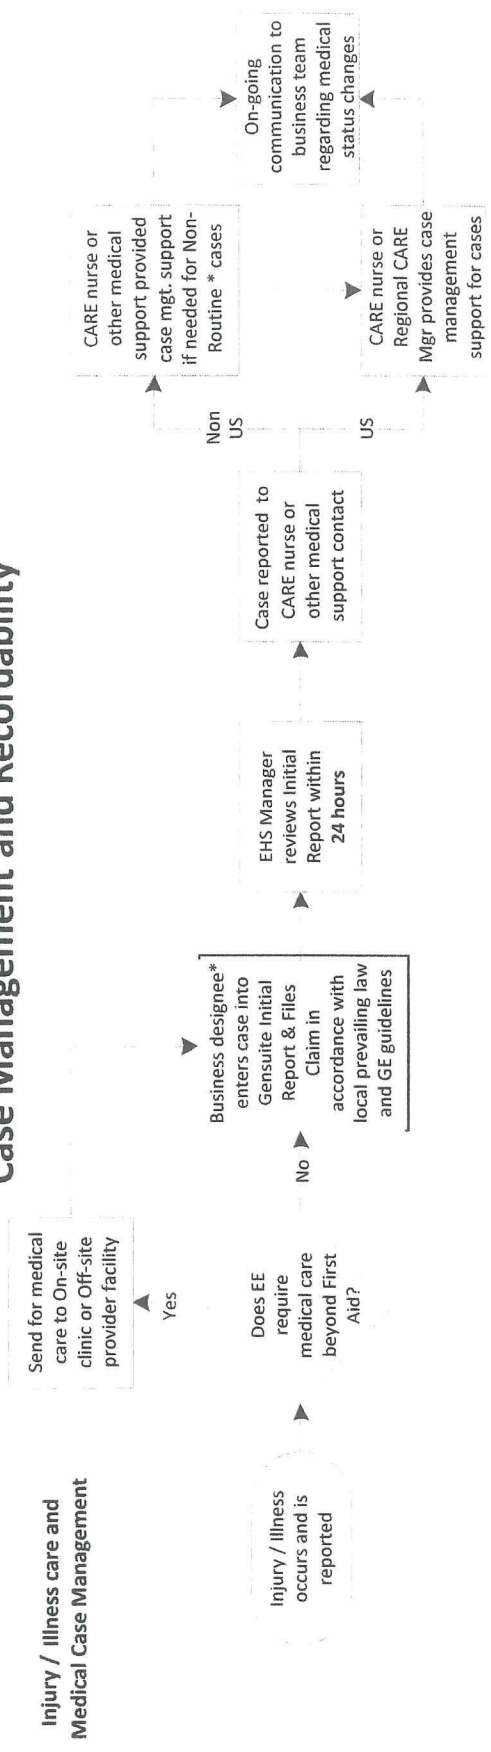 Case Management and Recordability
Injury / Illness care and
Medical Case Management
Injury / Illness
occurs and is
reported
Does EE
require
medical care
beyond First
Aid?
Yes
Send for medical
care to On-site
clinic or Off-site
provider facility
No
Business designee*
enters case into
Gensuite Initial
Report & Files
Claim in
accordance with
local prevailing law
and GE guidelines
EHS Manager
reviews Initial
Report within
24 hours
Case reported to
CARE nurse or
other medical
support contact
Non
US
US
CARE nurse or
other medical
support provided
case mgt. support
if needed for Non-
Routine * cases
CARE nurse or
Regional CARE
Mgr provides case
management
support for cases
On-going
communication to
business team
regarding medical
status changes